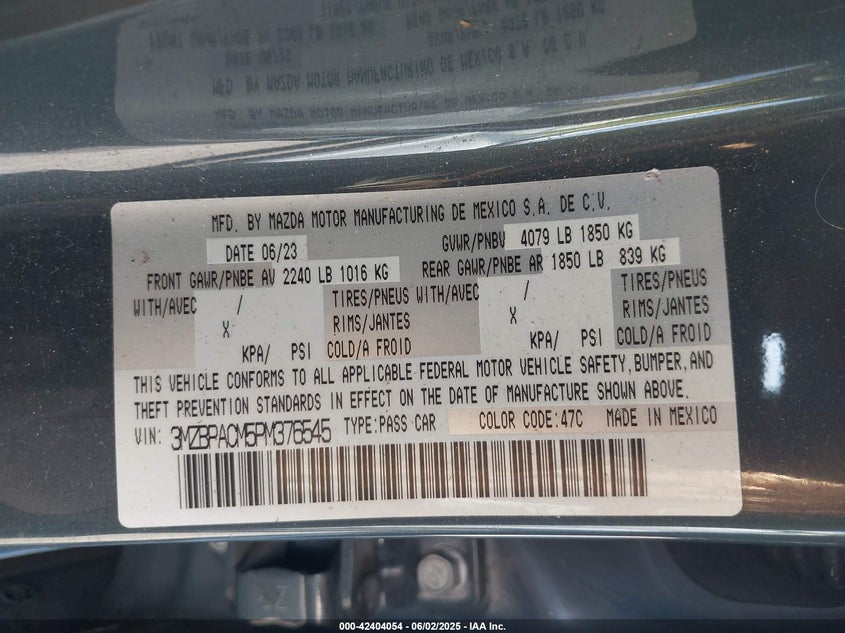 MFD. BY MAZDA MOTOR MANUFACTURING DE MEXICO S.A. DE C.V.
DATE 06/23 GVWR/PNBV 4079 LB 1850 KG
FRONT GAWR/PNBE AV 2240 LB 1016 KG REAR GAWR/PNBE AR 1850 LB 839 KG
WITH/AVEC / TIRES/PNEUS WITH/AVEC / TIRES/PNEUS
X RIMS/JANTES X RIMS/JANTES
KPA/ PSI COLD/A FROID KPA/ PSI COLD/A FROID
THIS VEHICLE CONFORMS TO ALL APPLICABLE FEDERAL MOTOR VEHICLE SAFETY, BUMPER, AND
THEFT PREVENTION STANDARDS IN EFFECT ON THE DATE OF MANUFACTURE SHOWN ABOVE.
VIN: 3MZBPACM5PM376545 TYPE:PASS CAR COLOR CODE:47C MADE IN MEXICO
000-42404054 - 06/02/2025 - IAA Inc.